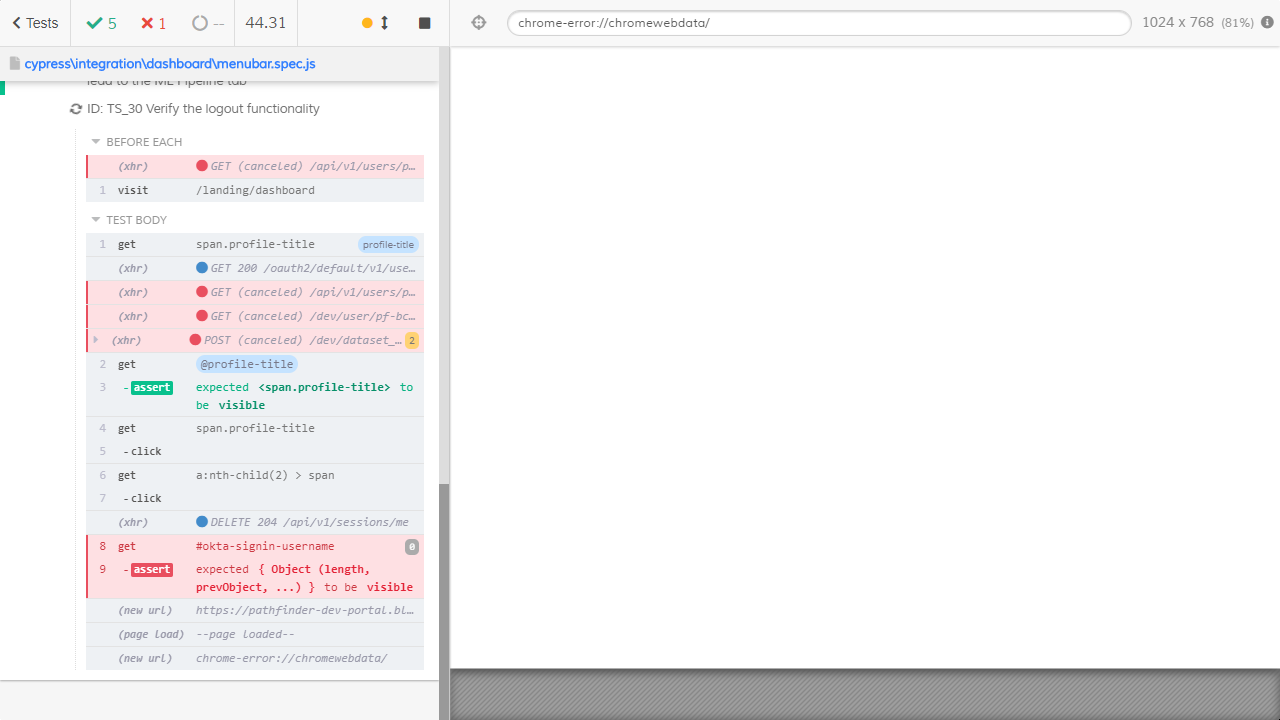 Tests
5
1
--
44.31
chrome-error://chromewebdata/
1024 x 768 (81%)
cypress\integration\dashboard\menubar.spec.js
lead to the ML Pipeline tab
ID: TS_30 Verify the logout functionality
BEFORE EACH
(xhr) GET (canceled) /api/v1/users/p…
1 visit /landing/dashboard
TEST BODY
1 get span.profile-title profile-title
(xhr) GET 200 /oauth2/default/v1/use…
(xhr) GET (canceled) /api/v1/users/p…
(xhr) GET (canceled) /dev/user/pf-bc…
(xhr) POST (canceled) /dev/dataset_… 2
2 get @profile-title
3 -assert expected <span.profile-title> to
be visible
4 get span.profile-title
5 -click
6 get a:nth-child(2) > span
7 -click
(xhr) DELETE 204 /api/v1/sessions/me
8 get #okta-signin-username 0
9 -assert expected { Object (length,
prevObject, ...) } to be visible
(new url) https://pathfinder-dev-portal.bl…
(page load) --page loaded--
(new url) chrome-error://chromewebdata/